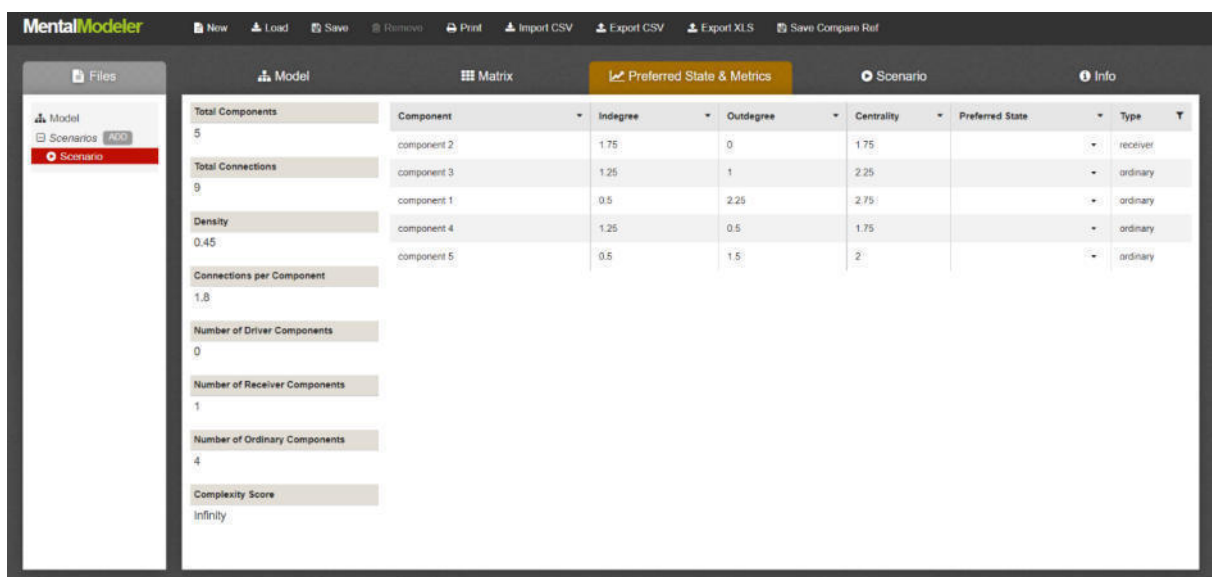 MentalModeler New Load Save Remove Print Import CSV Export CSV Export XLS Save Compare Ref
Files Model Matrix Preferred State & Metrics Scenario Info
Model
Scenarios ADD
Scenario
Total Components
5
Total Connections
9
Density
0.45
Connections per Component
1.8
Number of Driver Components
0
Number of Receiver Components
1
Number of Ordinary Components
4
Complexity Score
Infinity
Component Indegree Outdegree Centrality Preferred State Type
component 2 1.75 0 1.75 receiver
component 3 1.25 1 2.25 ordinary
component 1 0.5 2.25 2.75 ordinary
component 4 1.25 0.5 1.75 ordinary
component 5 0.5 1.5 2 ordinary